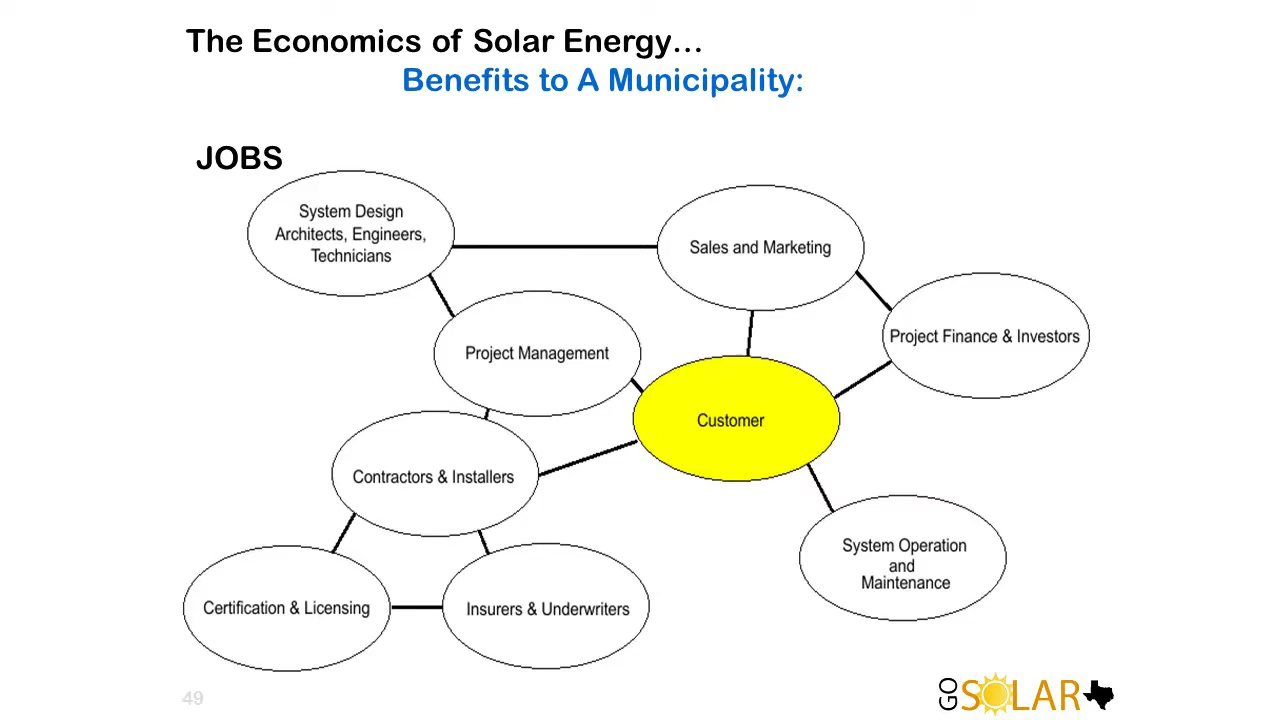 The Economics of Solar Energy…
Benefits to A Municipality:
JOBS
System Design
Architects, Engineers,
Technicians
Sales and Marketing
Project Finance & Investors
Project Management
Customer
Contractors & Installers
System Operation
and
Maintenance
Certification & Licensing
Insurers & Underwriters
49
GO SOLAR